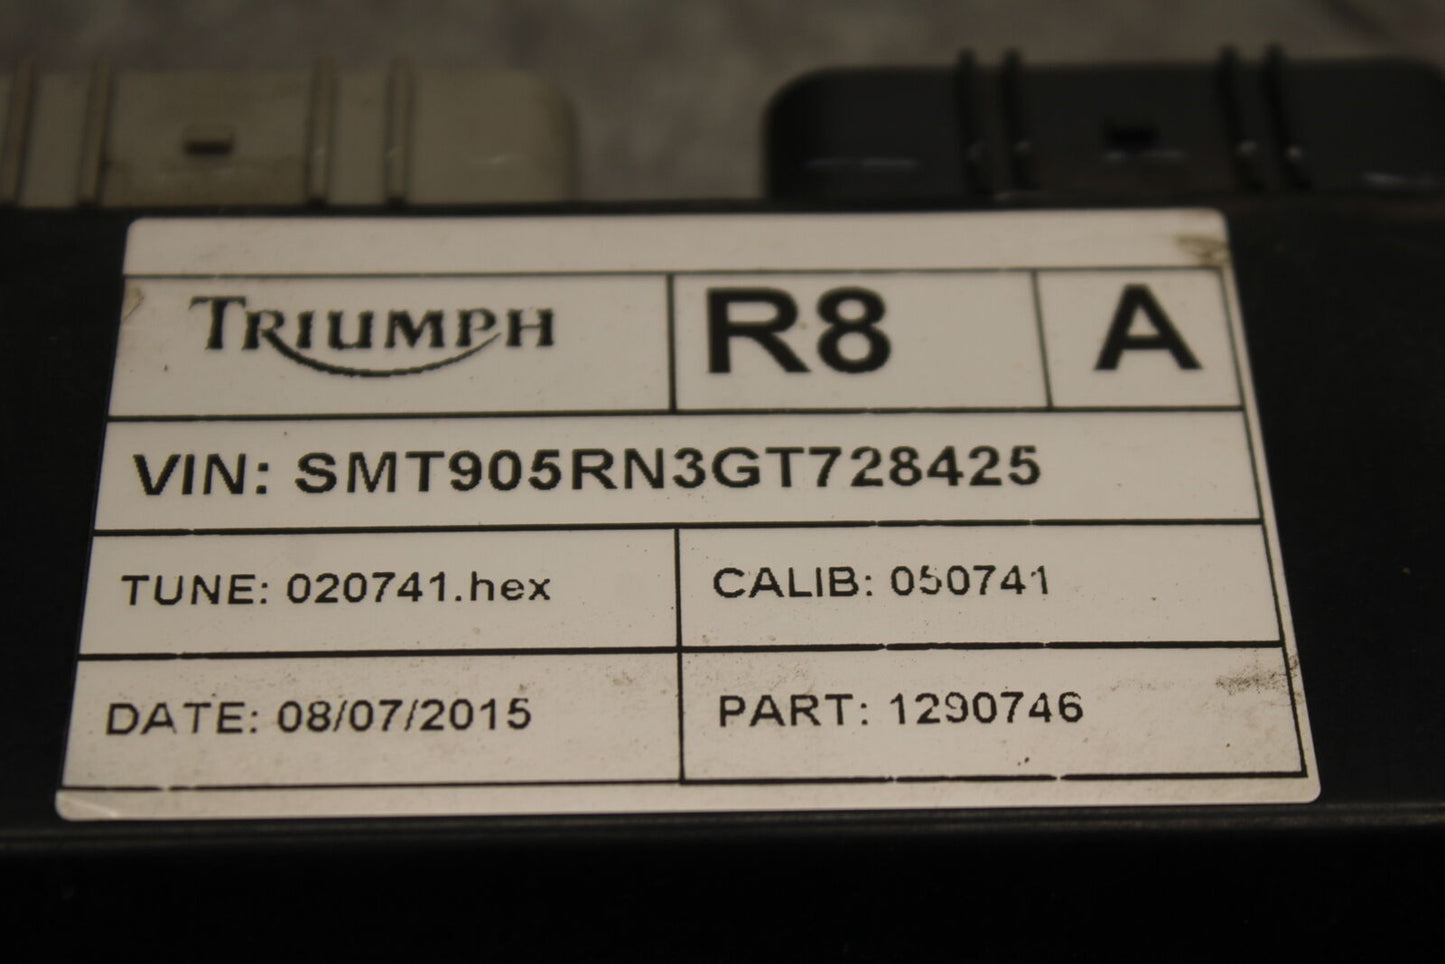 TRIUMPH R8 A
VIN: SMT905RN3GT728425
TUNE: 020741.hex CALIB: 050741
DATE: 08/07/2015 PART: 1290746